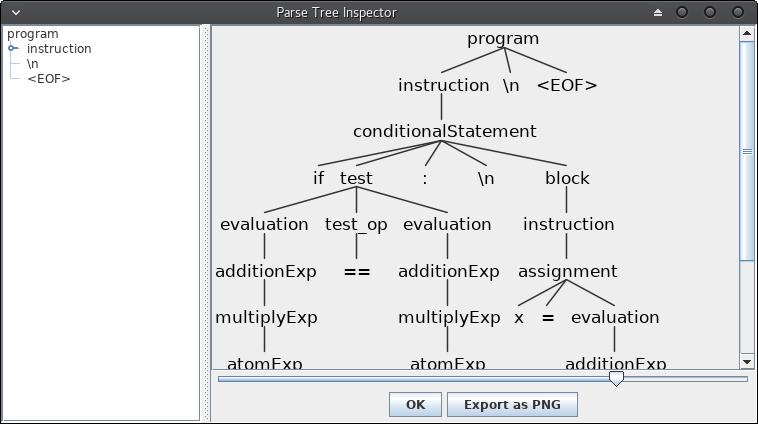 Parse Tree Inspector
program
instruction
\n
<EOF>
program
instruction \n <EOF>
conditionalStatement
if test : \n block
evaluation test_op evaluation instruction
additionExp == additionExp assignment
multiplyExp multiplyExp x = evaluation
atomExp atomExp additionExp
OK Export as PNG